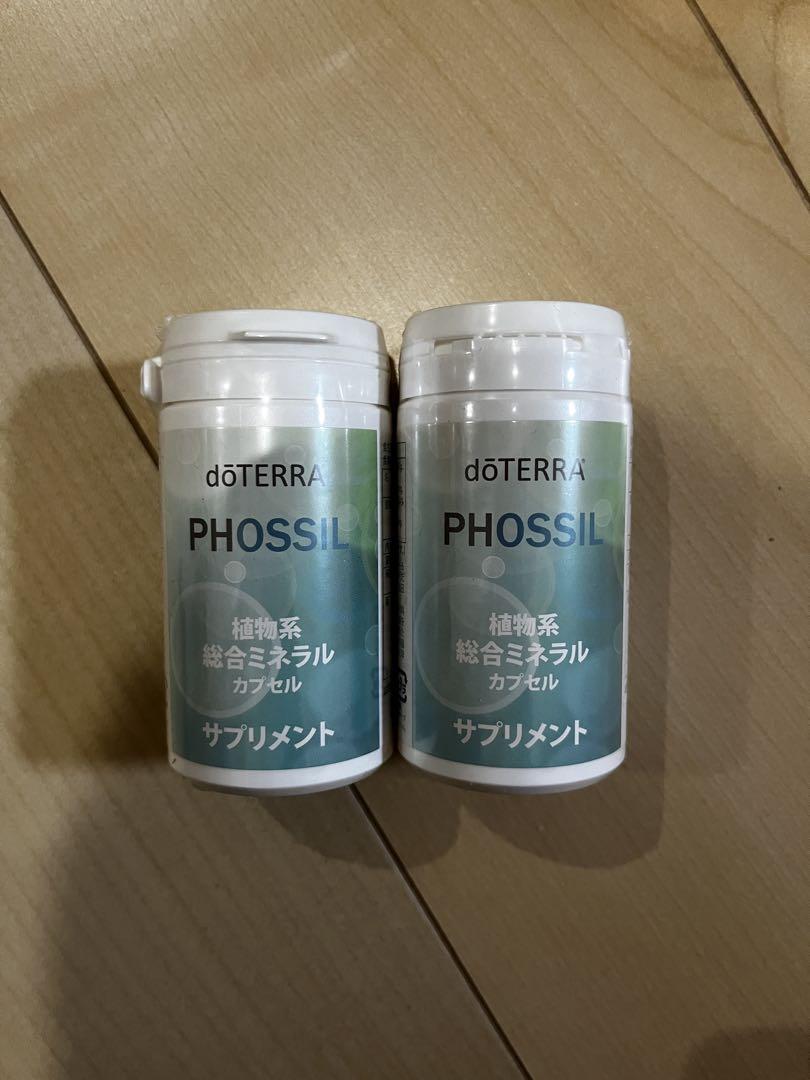 dōTERRA
PHOSSIL
植物系
総合ミネラル
カプセル
サプリメント
dōTERRA®
PHOSSIL
植物系
総合ミネラル
カプセル
サプリメント